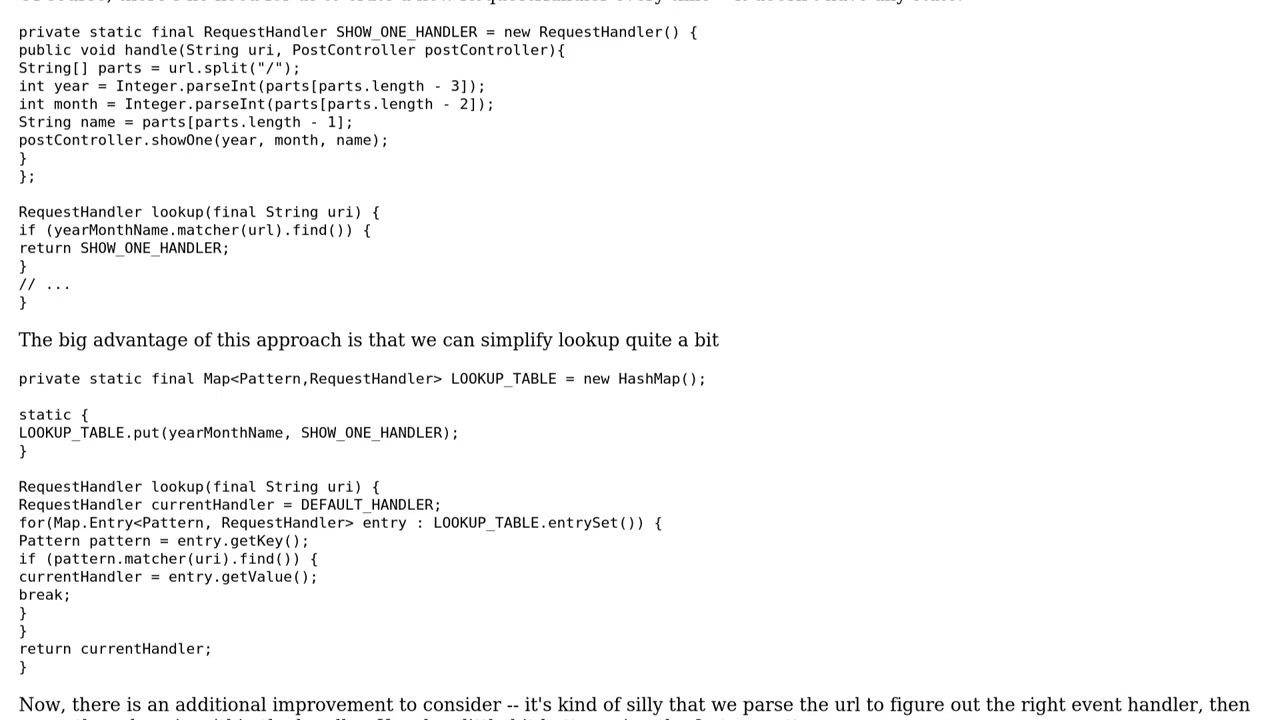 private static final RequestHandler SHOW_ONE_HANDLER = new RequestHandler() {
public void handle(String uri, PostController postController){
String[] parts = url.split("/");
int year = Integer.parseInt(parts[parts.length - 3]);
int month = Integer.parseInt(parts[parts.length - 2]);
String name = parts[parts.length - 1];
postController.showOne(year, month, name);
}
};
RequestHandler lookup(final String uri) {
if (yearMonthName.matcher(url).find()) {
return SHOW_ONE_HANDLER;
}
// ...
}
The big advantage of this approach is that we can simplify lookup quite a bit
private static final Map<Pattern,RequestHandler> LOOKUP_TABLE = new HashMap();
static {
LOOKUP_TABLE.put(yearMonthName, SHOW_ONE_HANDLER);
}
RequestHandler lookup(final String uri) {
RequestHandler currentHandler = DEFAULT_HANDLER;
for(Map.Entry<Pattern, RequestHandler> entry : LOOKUP_TABLE.entrySet()) {
Pattern pattern = entry.getKey();
if (pattern.matcher(uri).find()) {
currentHandler = entry.getValue();
break;
}
}
return currentHandler;
}
Now, there is an additional improvement to consider -- it's kind of silly that we parse the url to figure out the right event handler, then